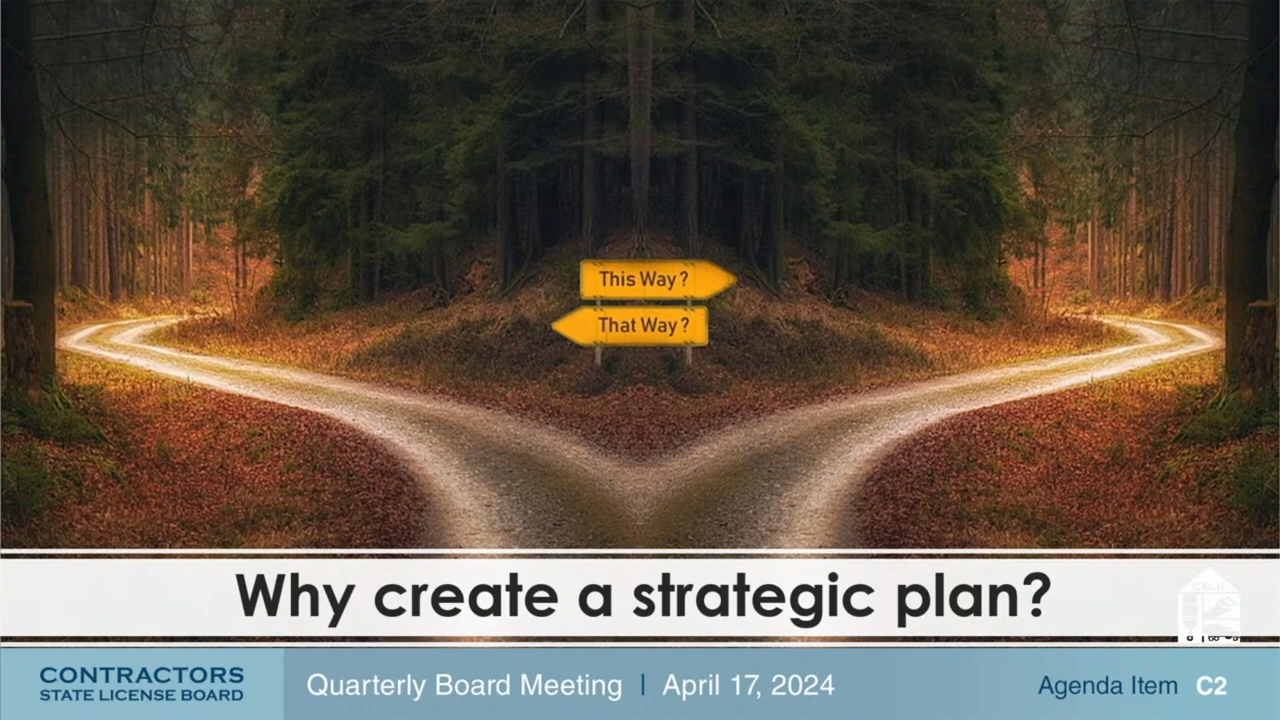 This Way?
That Way?
Why create a strategic plan?
CONTRACTORS
STATE LICENSE BOARD
Quarterly Board Meeting | April 17, 2024
Agenda Item C2